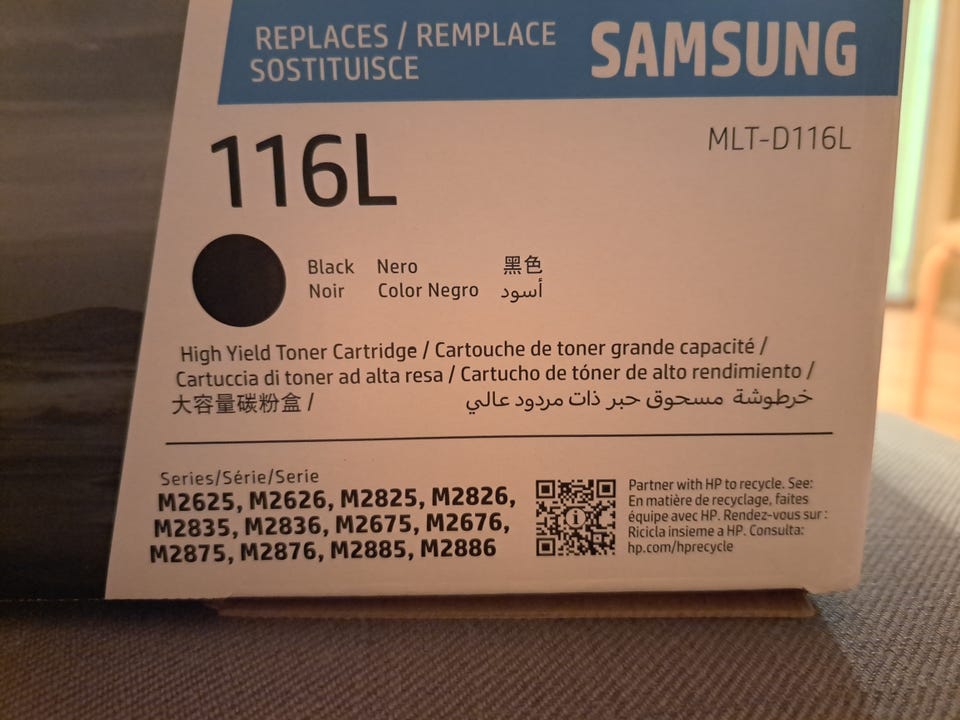 REPLACES / REMPLACE
SOSTITUISCE
SAMSUNG
116L
MLT-D116L
Black Nero 黑色
Noir Color Negro أسود
High Yield Toner Cartridge / Cartouche de toner grande capacité /
Cartuccia di toner ad alta resa / Cartucho de tóner de alto rendimiento /
大容量碳粉盒 / خرطوشة مسحوق حبر ذات مردود عالي
Series/Série/Serie
M2625, M2626, M2825, M2826,
M2835, M2836, M2675, M2676,
M2875, M2876, M2885, M2886
Partner with HP to recycle. See:
En matière de recyclage, faites
équipe avec HP. Rendez-vous sur :
Ricicla insieme a HP. Consulta:
hp.com/hprecycle